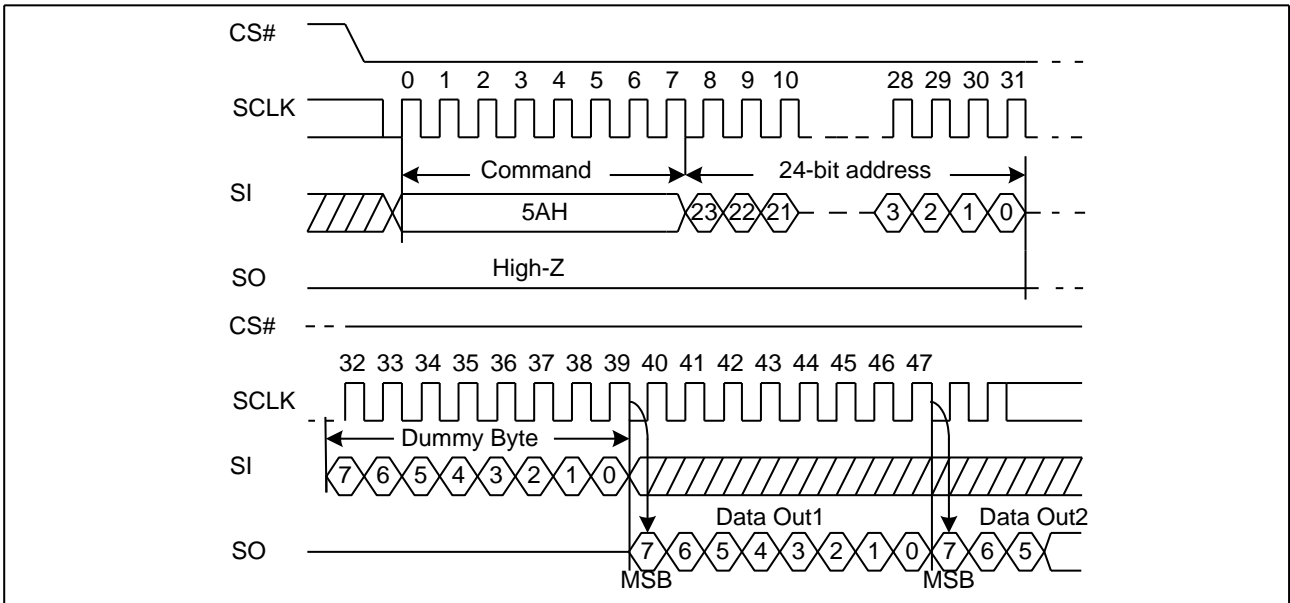 CS#
0 1 2 3 4 5 6 7 8 9 10 28 29 30 31
SCLK
Command 24-bit address
SI
5AH 23 22 21 3 2 1 0
High-Z
SO
CS#
32 33 34 35 36 37 38 39 40 41 42 43 44 45 46 47
SCLK
Dummy Byte
SI
7 6 5 4 3 2 1 0
Data Out1 Data Out2
SO
7 6 5 4 3 2 1 0 7 6 5
MSB MSB